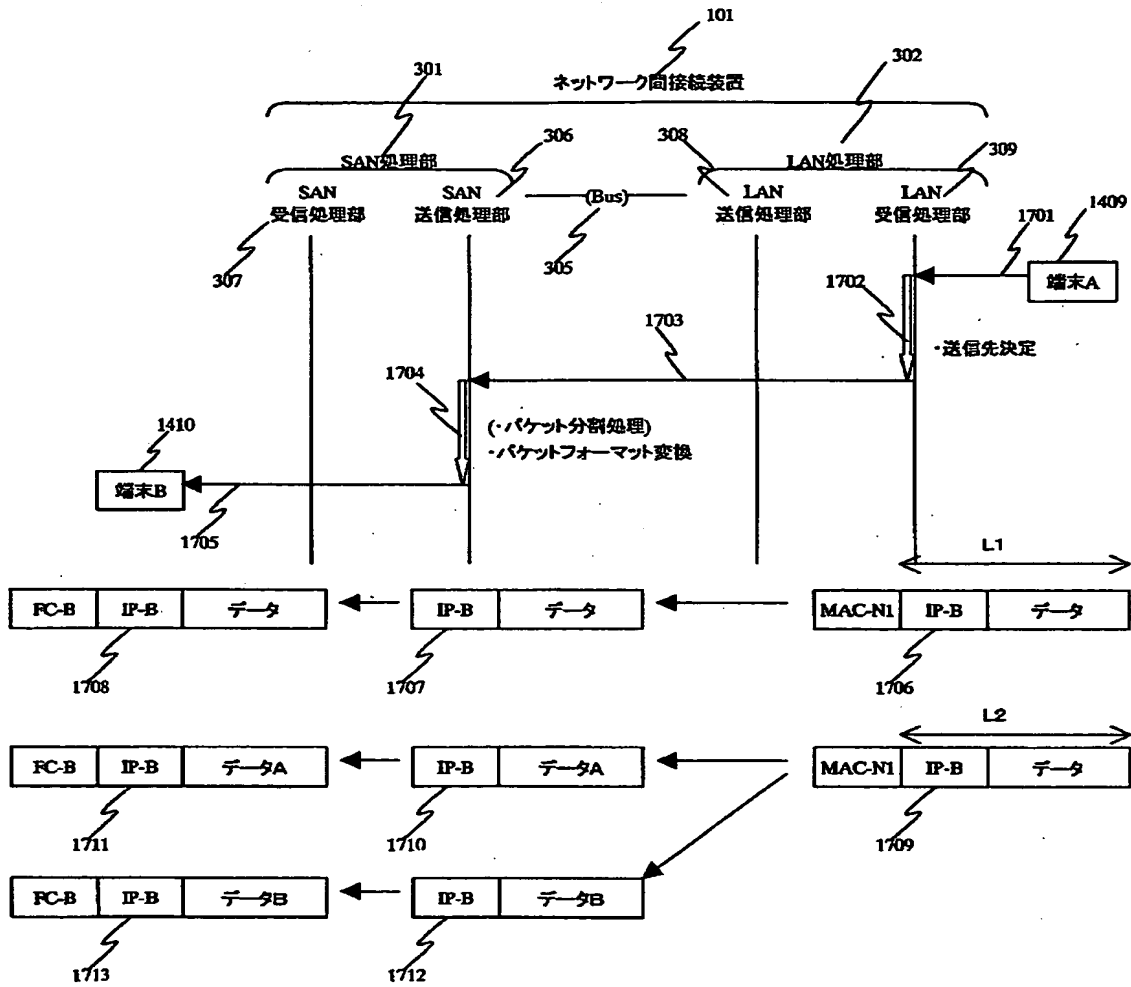 101
ネットワーク間接続装置
301
302
306
308
309
SAN処理部
LAN処理部
SAN
受信処理部
SAN
送信処理部
(Bus)
LAN
送信処理部
LAN
受信処理部
307
305
1701
1409
端末A
1702
・送信先決定
1703
1704
(・パケット分割処理)
・パケットフォーマット変換
1410
端末B
1705
L1
FC-B IP-B データ
IP-B データ
MAC-N1 IP-B データ
1708
1707
1706
L2
FC-B IP-B データA
IP-B データA
MAC-N1 IP-B データ
1711
1710
1709
FC-B IP-B データB
IP-B データB
1713
1712